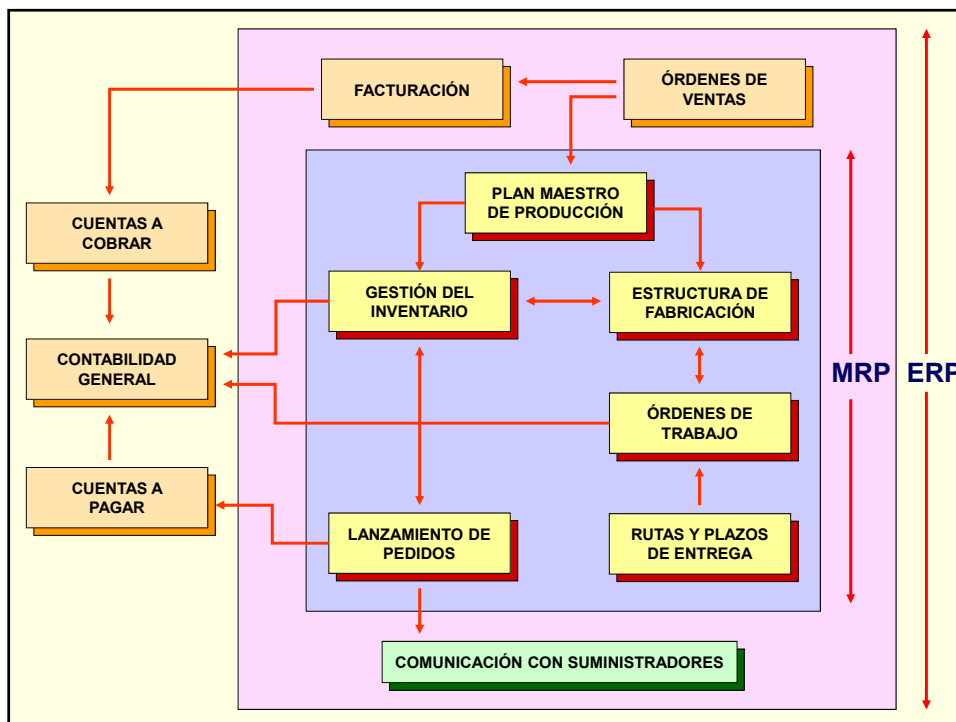 FACTURACIÓN
ÓRDENES DE
VENTAS
PLAN MAESTRO
DE PRODUCCIÓN
CUENTAS A
COBRAR
GESTIÓN DEL
INVENTARIO
ESTRUCTURA DE
FABRICACIÓN
CONTABILIDAD
GENERAL
MRP
ERP
ÓRDENES DE
TRABAJO
CUENTAS A
PAGAR
LANZAMIENTO DE
PEDIDOS
RUTAS Y PLAZOS
DE ENTREGA
COMUNICACIÓN CON SUMINISTRADORES